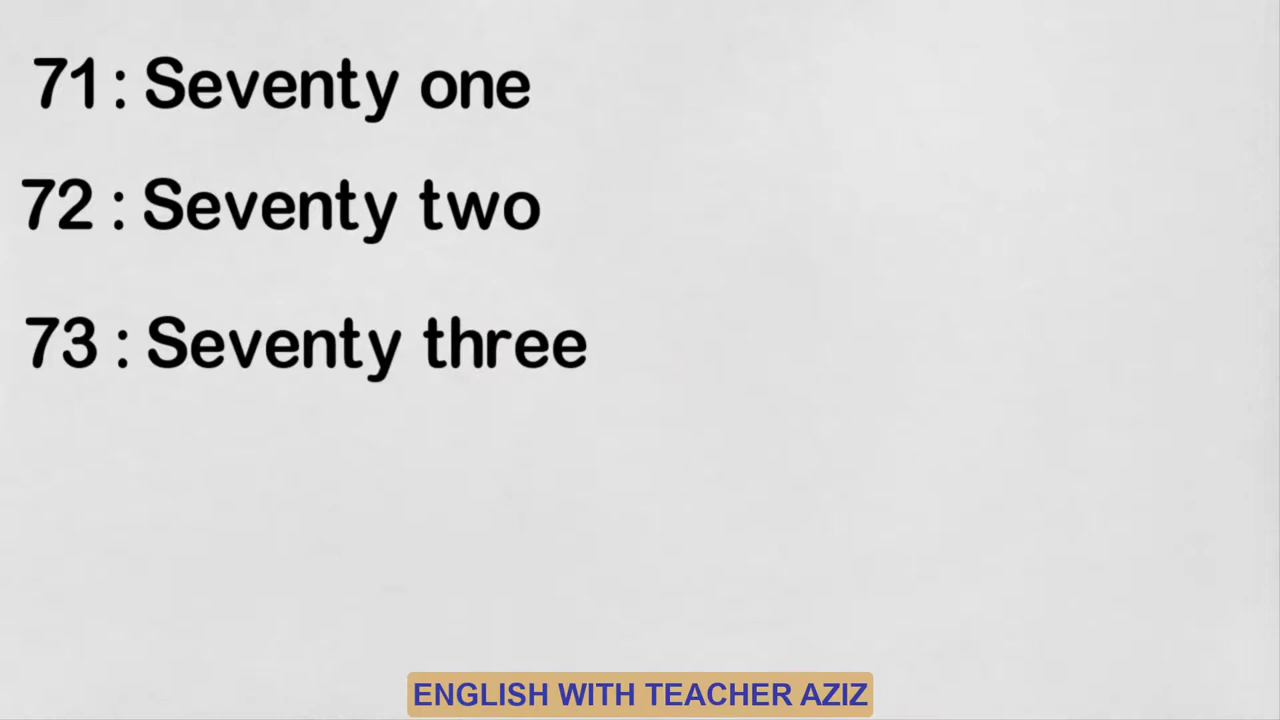 71 : Seventy one
72 : Seventy two
73 : Seventy three
ENGLISH WITH TEACHER AZIZ